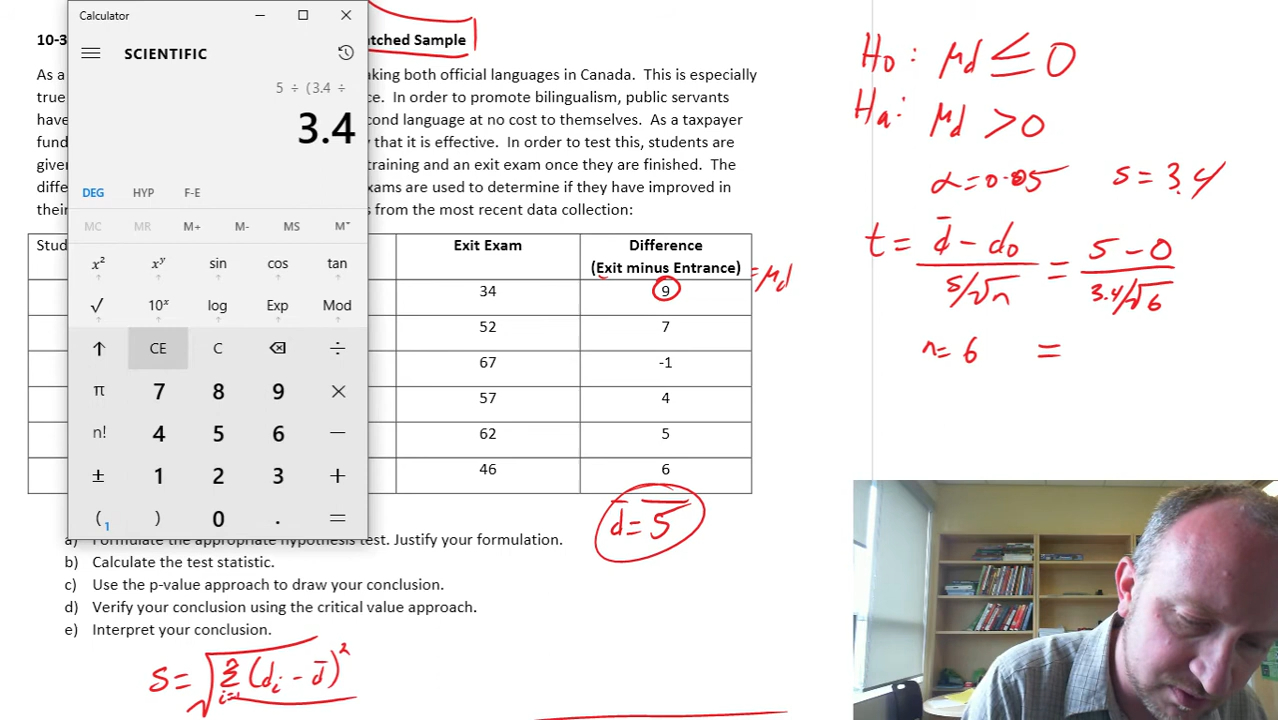 Calculator
SCIENTIFIC
5 ÷ (3.4 ÷
3.4
DEG HYP F-E
MC MR M+ M- MS M˅
x² xʸ sin cos tan
√ 10ˣ log Exp Mod
↑ CE C ⌫ ÷
π 7 8 9 ×
n! 4 5 6 −
± 1 2 3 +
(₁ ) 0 . =
10-3 tched Sample
As a aking both official languages in Canada. This is especially
true ce. In order to promote bilingualism, public servants
have cond language at no cost to themselves. As a taxpayer
fund y that it is effective. In order to test this, students are
given training and an exit exam once they are finished. The
diffe xams are used to determine if they have improved in
their s from the most recent data collection:
Stud Exit Exam Difference
(Exit minus Entrance) = μd
34 9
52 7
67 -1
57 4
62 5
46 6
d̄ = 5
a) Formulate the appropriate hypothesis test. Justify your formulation.
b) Calculate the test statistic.
c) Use the p-value approach to draw your conclusion.
d) Verify your conclusion using the critical value approach.
e) Interpret your conclusion.
s = √Σ i=1 (di - d̄)²
H0: μd ≤ 0
Ha: μd > 0
α = 0.05 s = 3.4
t = d̄ - d0 / s/√n = 5 - 0 / 3.4/√6
n = 6 =